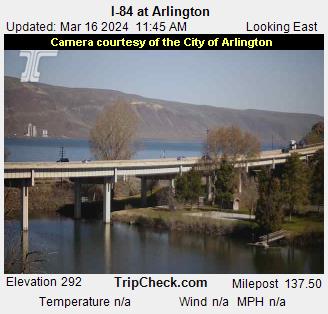 I-84 at Arlington
Updated: Mar 16 2024 11:45 AM Looking East
Camera courtesy of the City of Arlington
Elevation 292 TripCheck.com Milepost 137.50
Temperature n/a Wind n/a MPH n/a